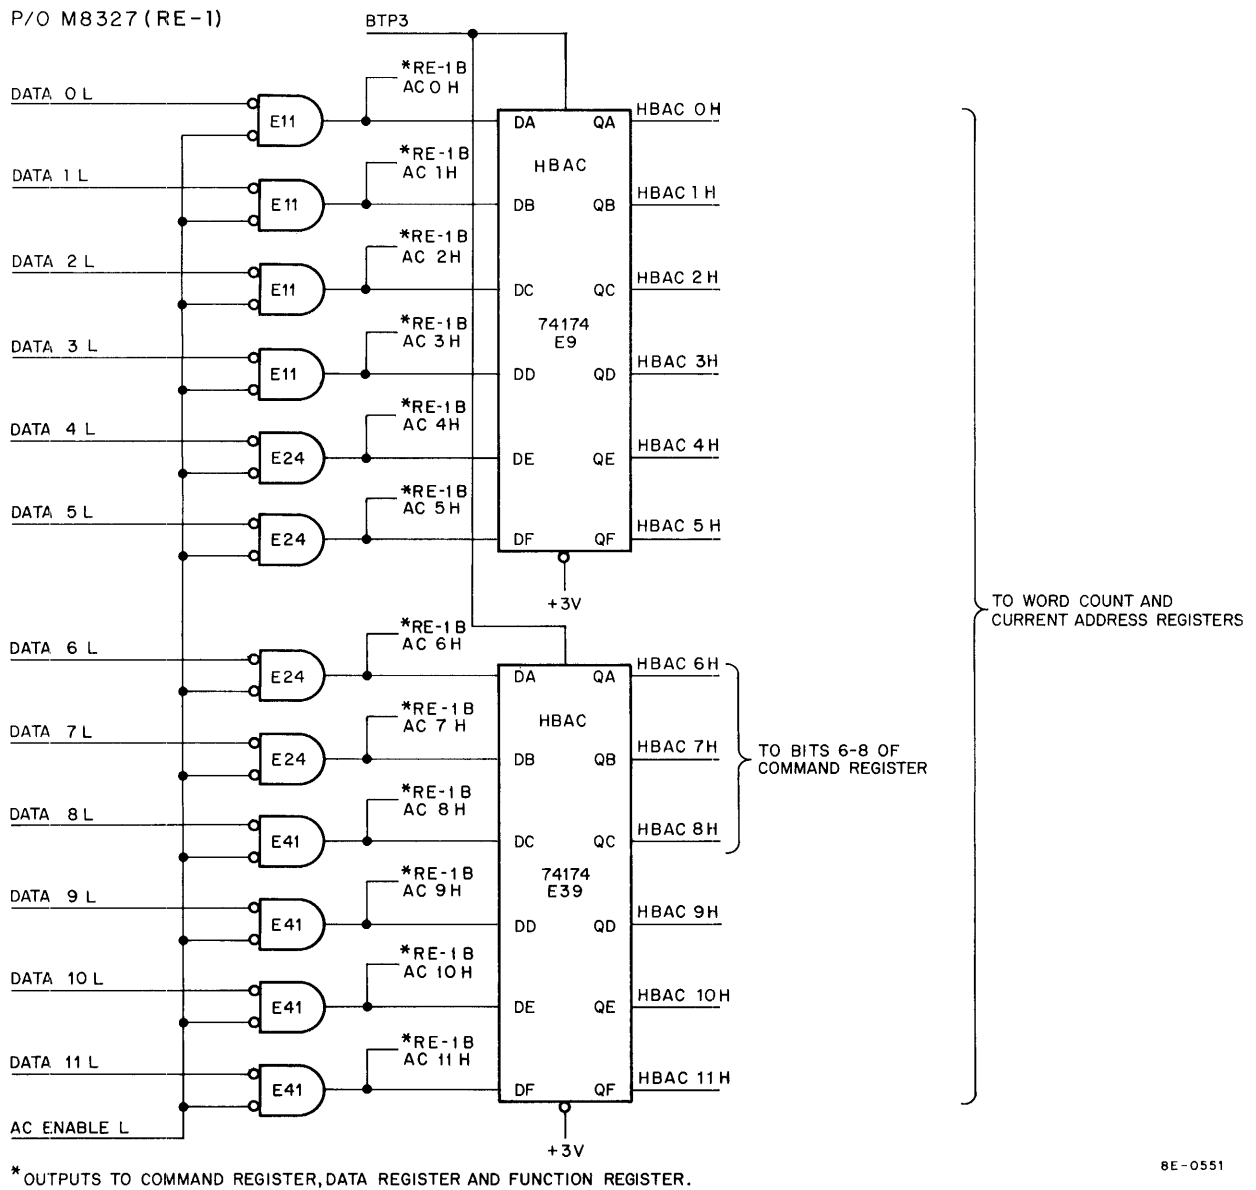 P/O M8327 (RE-1)
BTP3
DATA 0 L
E11
*RE-1B
AC 0 H
DA
QA
HBAC 0H
HBAC
DATA 1 L
E11
*RE-1B
AC 1H
DB
QB
HBAC 1 H
DATA 2 L
E11
*RE-1B
AC 2H
DC
QC
HBAC 2 H
74174
E9
DATA 3 L
E11
*RE-1B
AC 3H
DD
QD
HBAC 3H
DATA 4 L
E24
*RE-1B
AC 4H
DE
QE
HBAC 4 H
DATA 5 L
E24
*RE-1B
AC 5H
DF
QF
HBAC 5 H
+3V
TO WORD COUNT AND
CURRENT ADDRESS REGISTERS
DATA 6 L
E24
*RE-1B
AC 6H
DA
QA
HBAC 6H
HBAC
DATA 7 L
E24
*RE-1B
AC 7 H
DB
QB
HBAC 7H
TO BITS 6-8 OF
COMMAND REGISTER
DATA 8 L
E41
*RE-1B
AC 8 H
DC
QC
HBAC 8H
74174
E39
DATA 9 L
E41
*RE-1B
AC 9 H
DD
QD
HBAC 9H
DATA 10 L
E41
*RE-1B
AC 10H
DE
QE
HBAC 10H
DATA 11 L
E41
*RE-1B
AC 11 H
DF
QF
HBAC 11H
AC ENABLE L
+3V
*OUTPUTS TO COMMAND REGISTER, DATA REGISTER AND FUNCTION REGISTER.
8E-0551